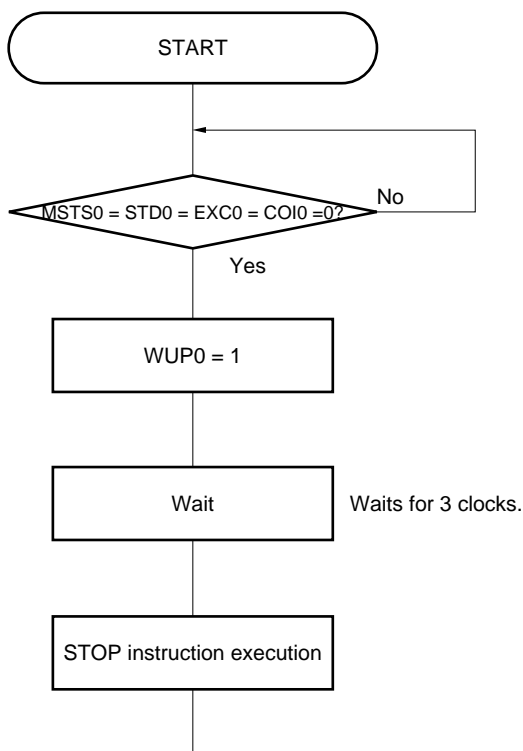 START
MSTS0 = STD0 = EXC0 = COI0 =0?
No
Yes
WUP0 = 1
Wait
Waits for 3 clocks.
STOP instruction execution